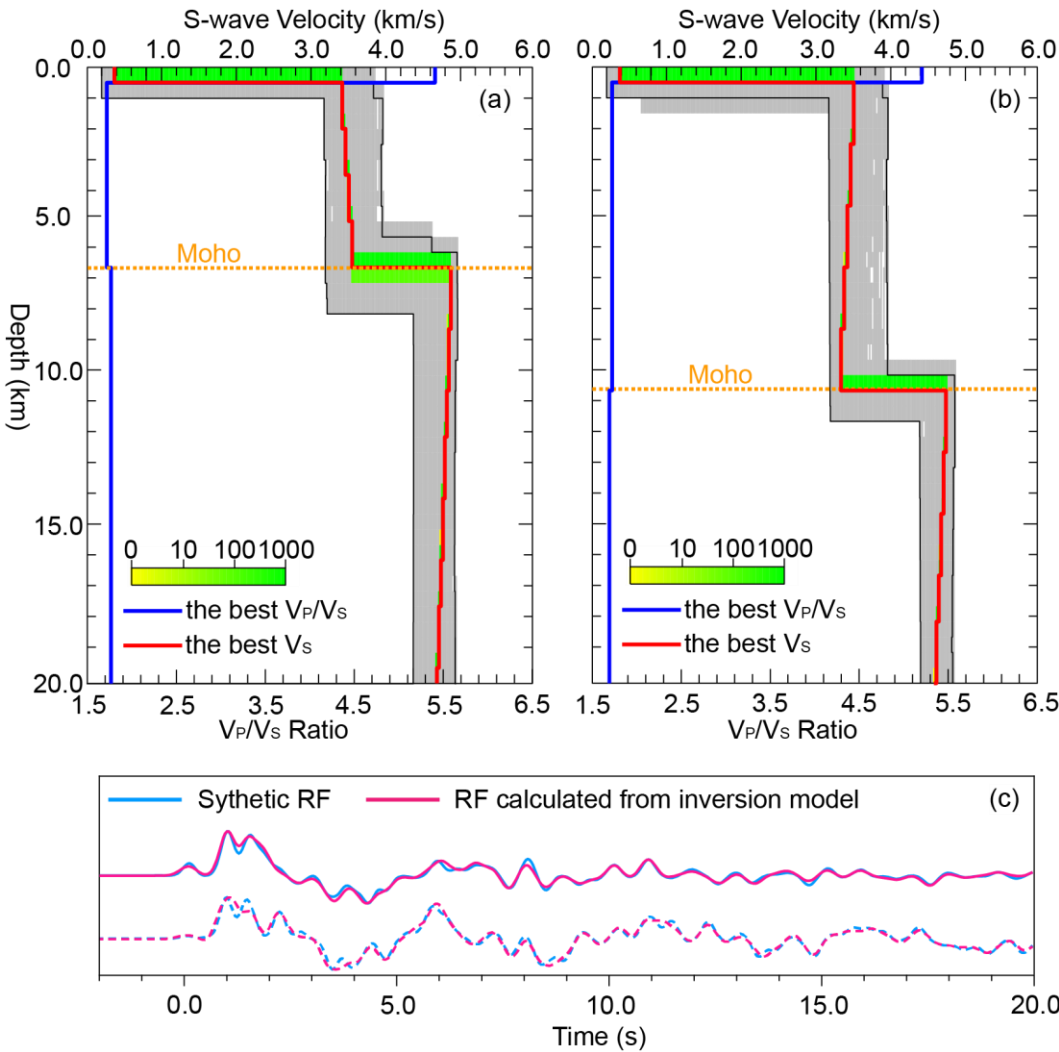 S-wave Velocity (km/s)
0.0 1.0 2.0 3.0 4.0 5.0 6.0
S-wave Velocity (km/s)
0.0 1.0 2.0 3.0 4.0 5.0 6.0
0.0
5.0
10.0
15.0
20.0
Depth (km)
(a)
Moho
0 10 100 1000
the best VP/VS
the best VS
1.5 2.5 3.5 4.5 5.5 6.5
VP/VS Ratio
(b)
Moho
0 10 100 1000
the best VP/VS
the best VS
1.5 2.5 3.5 4.5 5.5 6.5
VP/VS Ratio
Sythetic RF
RF calculated from inversion model
(c)
0.0 5.0 10.0 15.0 20.0
Time (s)